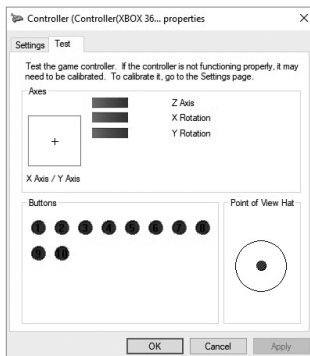 Controller (Controller(XBOX 36... properties
Settings Test
Test the game controller. If the controller is not functioning properly, it may
need to be calibrated. To calibrate it, go to the Settings page.
Axes
Z Axis
X Rotation
Y Rotation
X Axis / Y Axis
Buttons
1 2 3 4 5 6 7 8
9 10
Point of View Hat
OK Cancel Apply